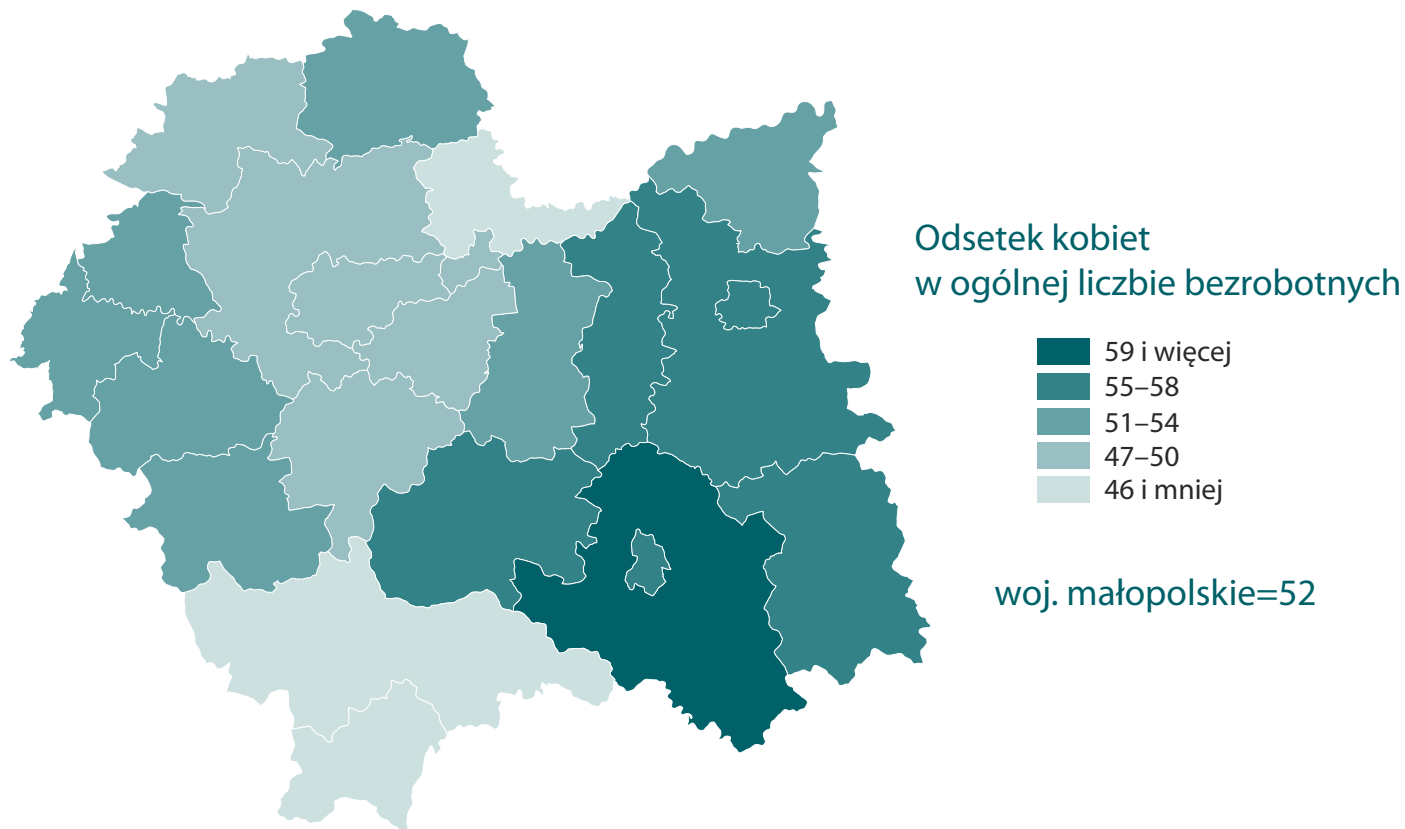 Odsetek kobiet
w ogólnej liczbie bezrobotnych
59 i więcej
55–58
51–54
47–50
46 i mniej
woj. małopolskie=52